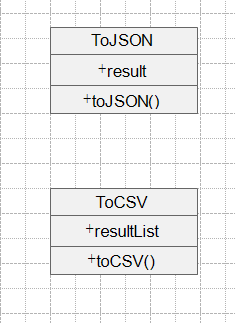 ToJSON
+result
+toJSON()
ToCSV
+resultList
+toCSV()